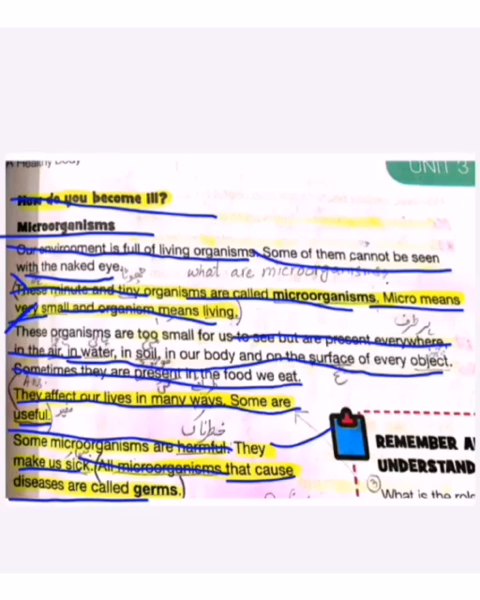 A Healthy Body
UNIT 3
How do you become ill?
Microorganisms
Our environment is full of living organisms. Some of them cannot be seen
with the naked eye.
what are microorganisms?
These minute and tiny organisms are called microorganisms. Micro means
very small and organism means living.
ہر طرف
These organisms are too small for us to see but are present everywhere,
in the air, in water, in soil, in our body and on the surface of every object.
Sometimes they are present in the food we eat.
They affect our lives in many ways. Some are
useful.
مفید
خطرناک
Some microorganisms are harmful. They
make us sick. (All microorganisms that cause
diseases are called germs.)
REMEMBER A
UNDERSTAND
3 What is the role